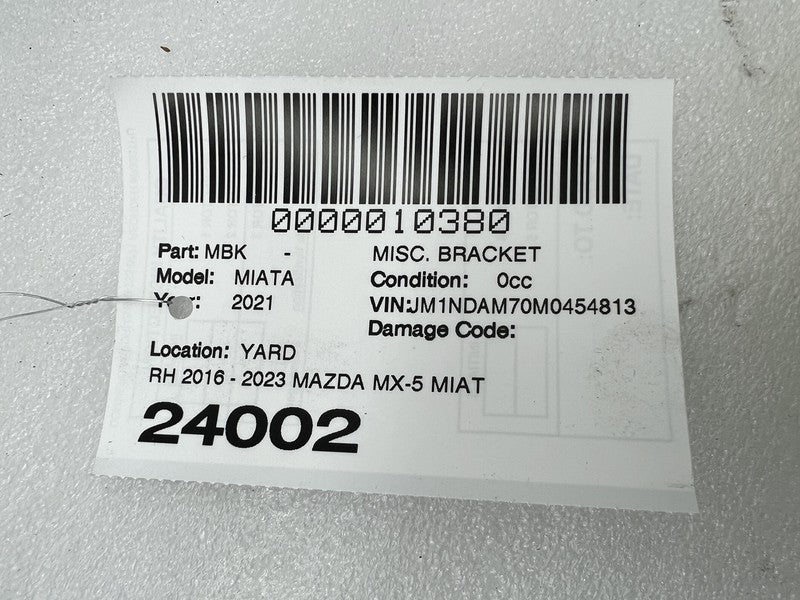 0000010380
Part: MBK - MISC. BRACKET
Model: MIATA Condition: 0cc
Year: 2021 VIN:JM1NDAM70M0454813
Damage Code:
Location: YARD
RH 2016 - 2023 MAZDA MX-5 MIAT
24002